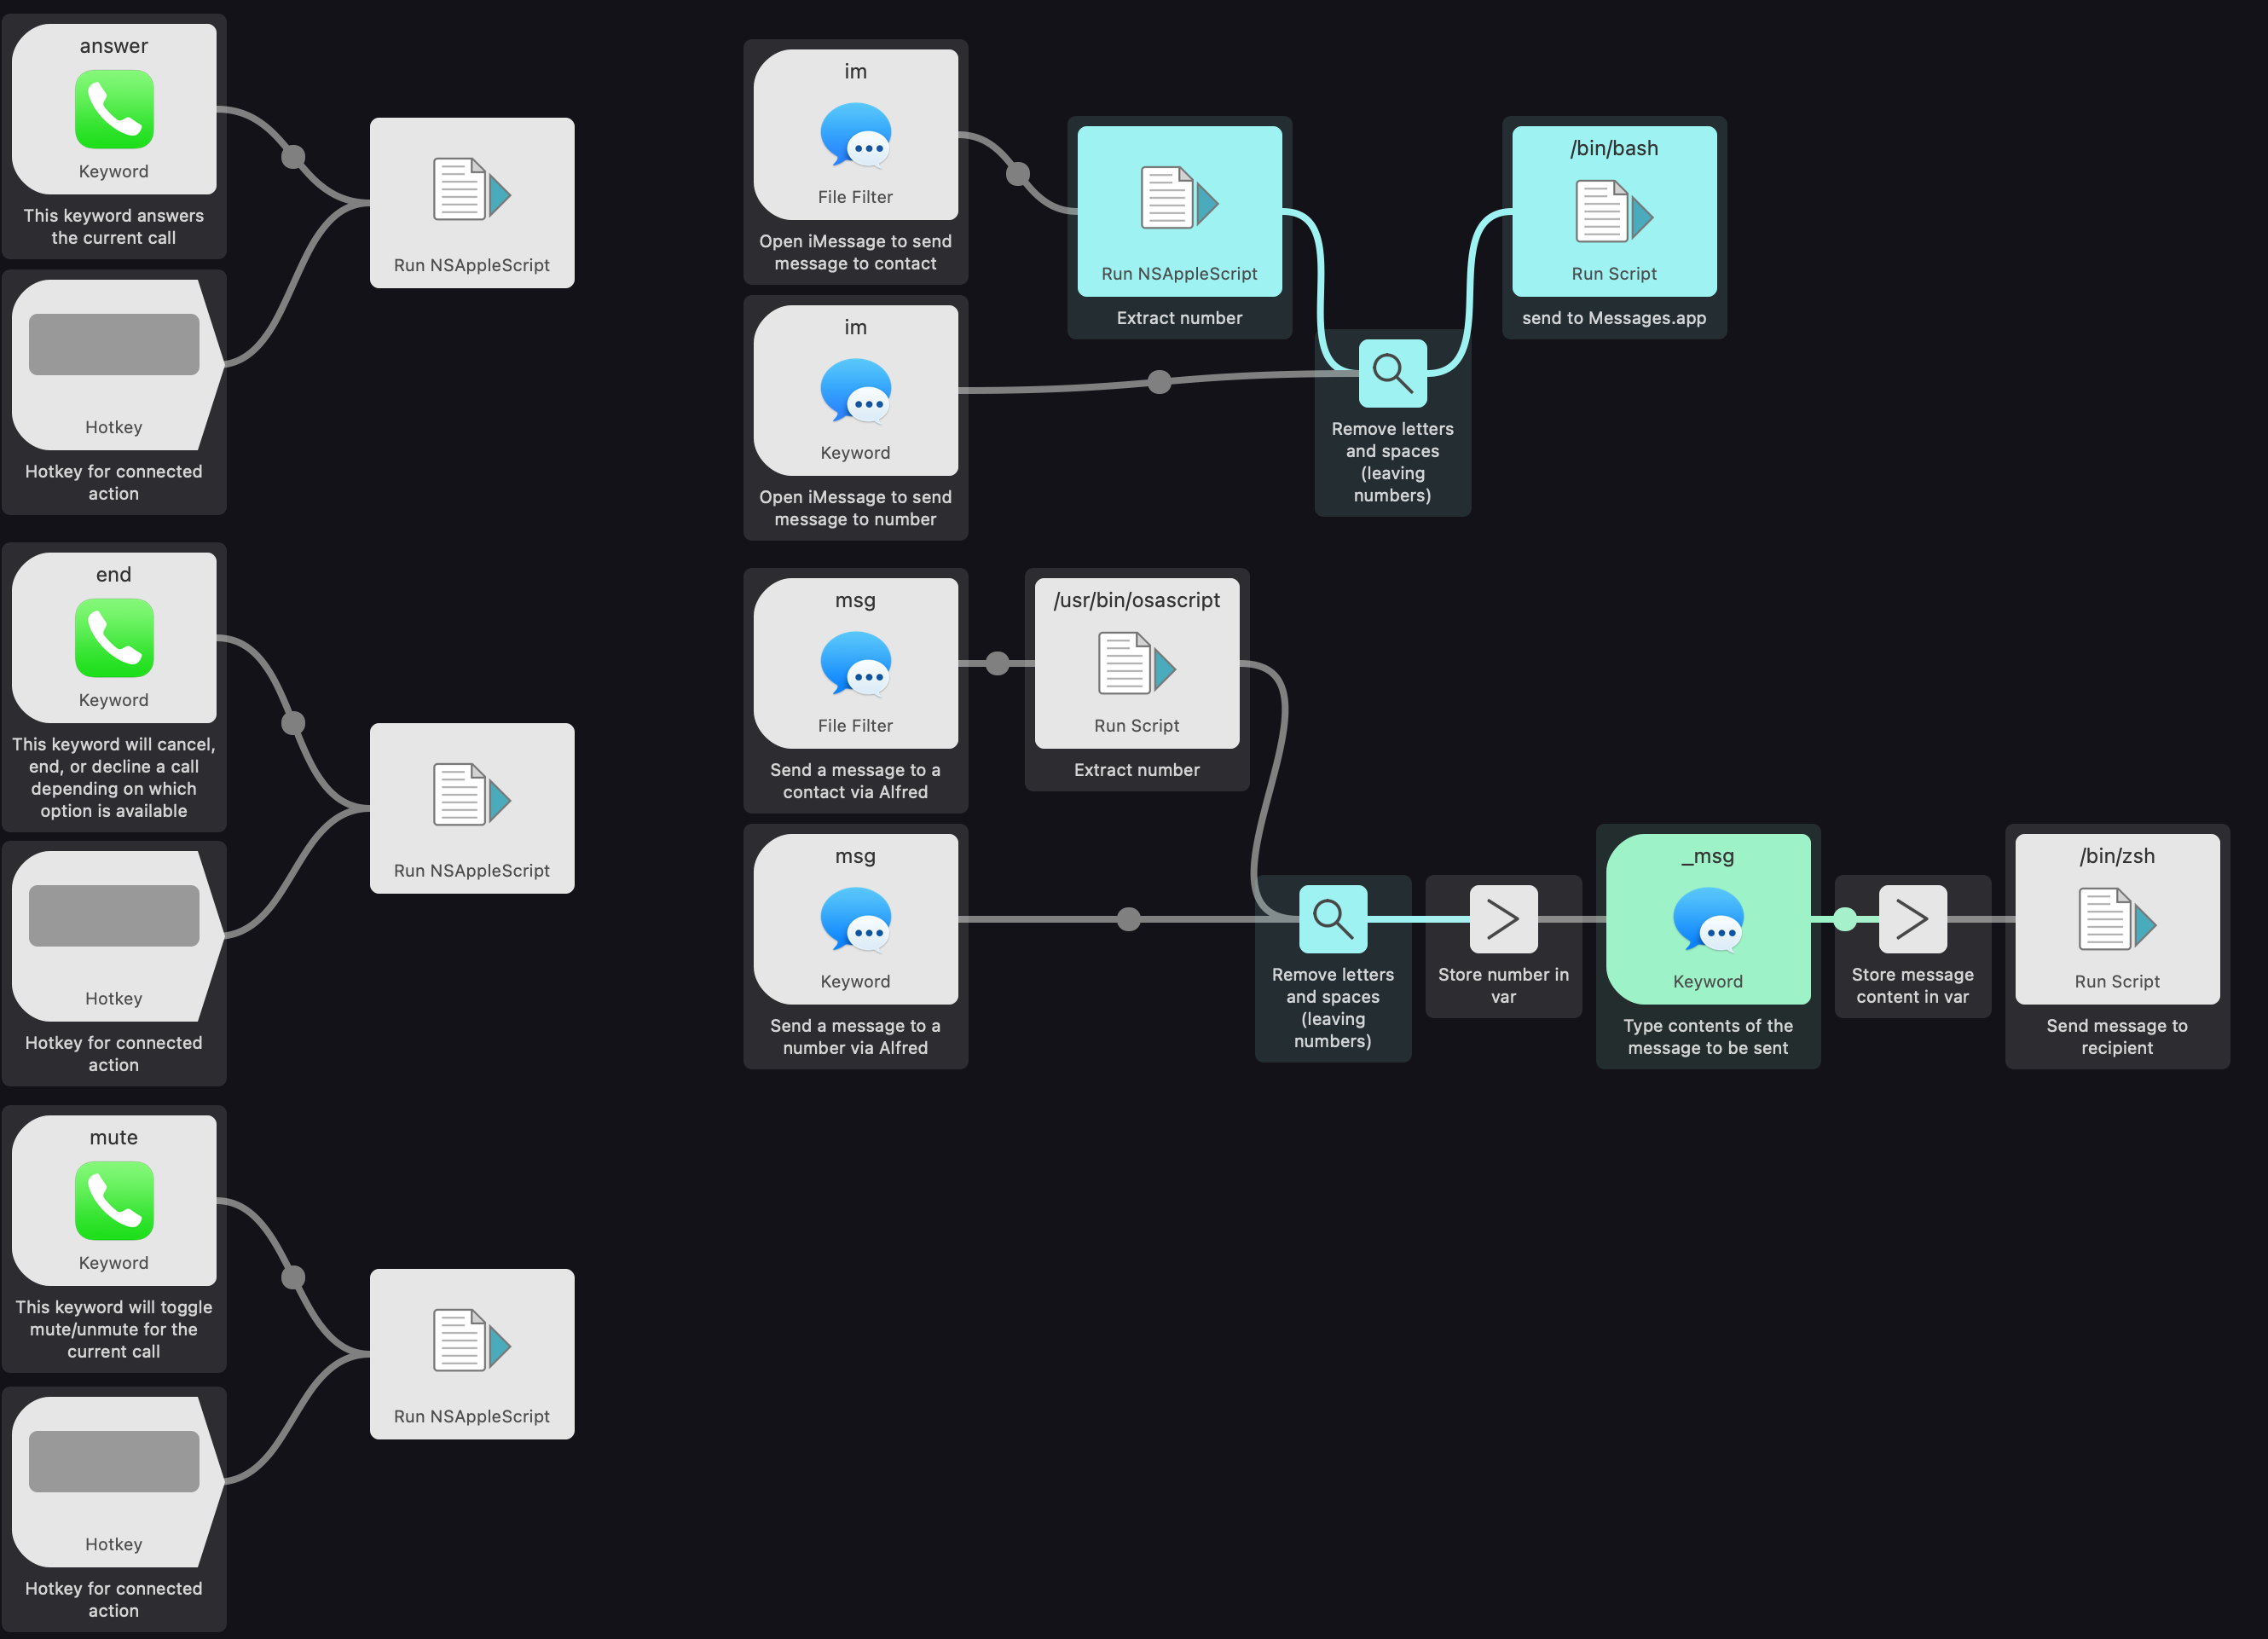 answer
Keyword
This keyword answers
the current call
Hotkey
Hotkey for connected
action
Run NSAppleScript
end
Keyword
This keyword will cancel,
end, or decline a call
depending on which
option is available
Hotkey
Hotkey for connected
action
Run NSAppleScript
mute
Keyword
This keyword will toggle
mute/unmute for the
current call
Hotkey
Hotkey for connected
action
Run NSAppleScript
im
File Filter
Open iMessage to send
message to contact
im
Keyword
Open iMessage to send
message to number
Run NSAppleScript
Extract number
Remove letters
and spaces
(leaving
numbers)
/bin/bash
Run Script
send to Messages.app
msg
File Filter
Send a message to a
contact via Alfred
/usr/bin/osascript
Run Script
Extract number
msg
Keyword
Send a message to a
number via Alfred
Remove letters
and spaces
(leaving
numbers)
Store number in
var
_msg
Keyword
Type contents of the
message to be sent
Store message
content in var
/bin/zsh
Run Script
Send message to
recipient